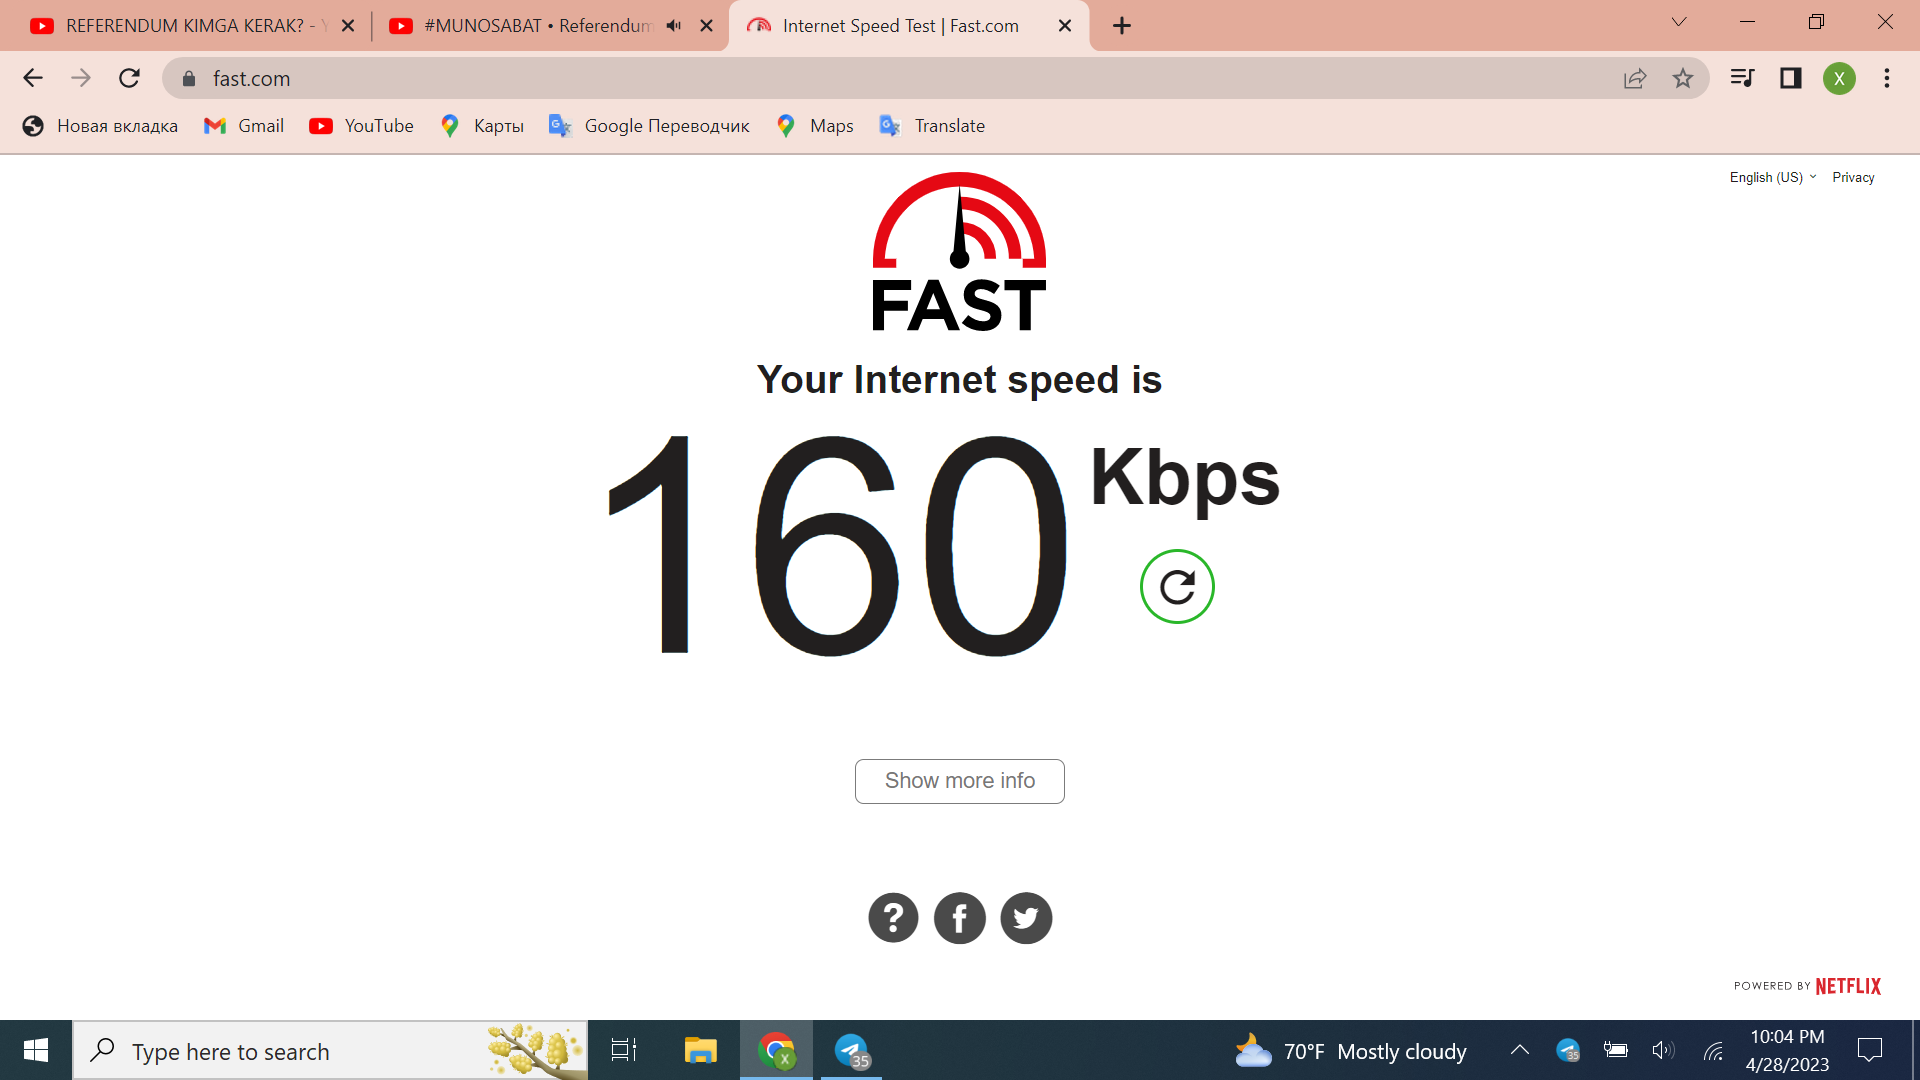 REFERENDUM KIMGA KERAK? - Y
#MUNOSABAT • Referendum
Internet Speed Test | Fast.com
fast.com
X
Новая вкладка
Gmail
YouTube
Карты
Google Переводчик
Maps
Translate
English (US)
Privacy
FAST
Your Internet speed is
160 Kbps
Show more info
POWERED BY NETFLIX
Type here to search
X
35
70°F Mostly cloudy
35
10:04 PM
4/28/2023